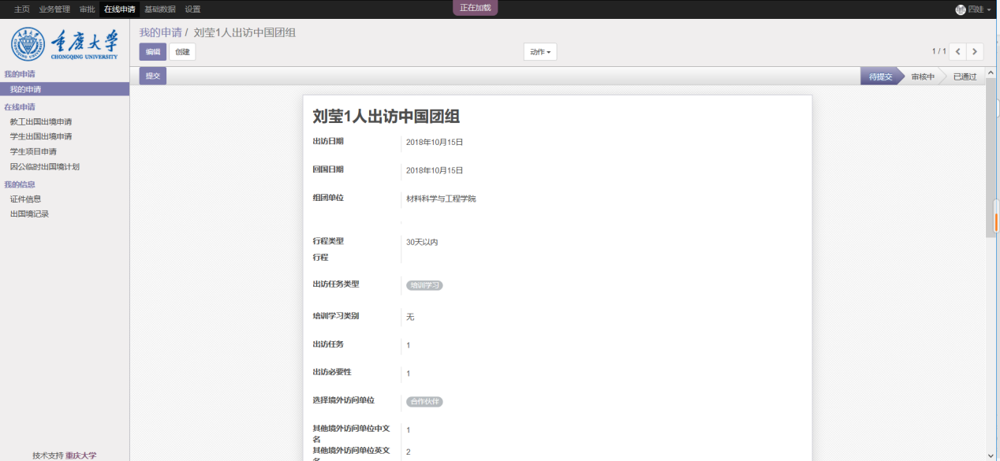 主页 业务管理 审批 在线申请 基础数据 设置 正在加载 四娃
重庆大学
CHONGQING UNIVERSITY
我的申请 / 刘莹1人出访中国团组
编辑 创建 动作 1 / 1
提交 待提交 审核中 已通过
我的申请
我的申请
在线申请
教工出国出境申请
学生出国出境申请
学生项目申请
因公临时出国境计划
我的信息
证件信息
出国境记录
技术支持 重庆大学
刘莹1人出访中国团组
出访日期 2018年10月15日
回国日期 2018年10月15日
组团单位 材料科学与工程学院
行程类型 30天以内
行程
出访任务类型 培训学习
培训学习类别 无
出访任务 1
出访必要性 1
选择境外访问单位 合作伙伴
其他境外访问单位中文 1
名
其他境外访问单位英文 2